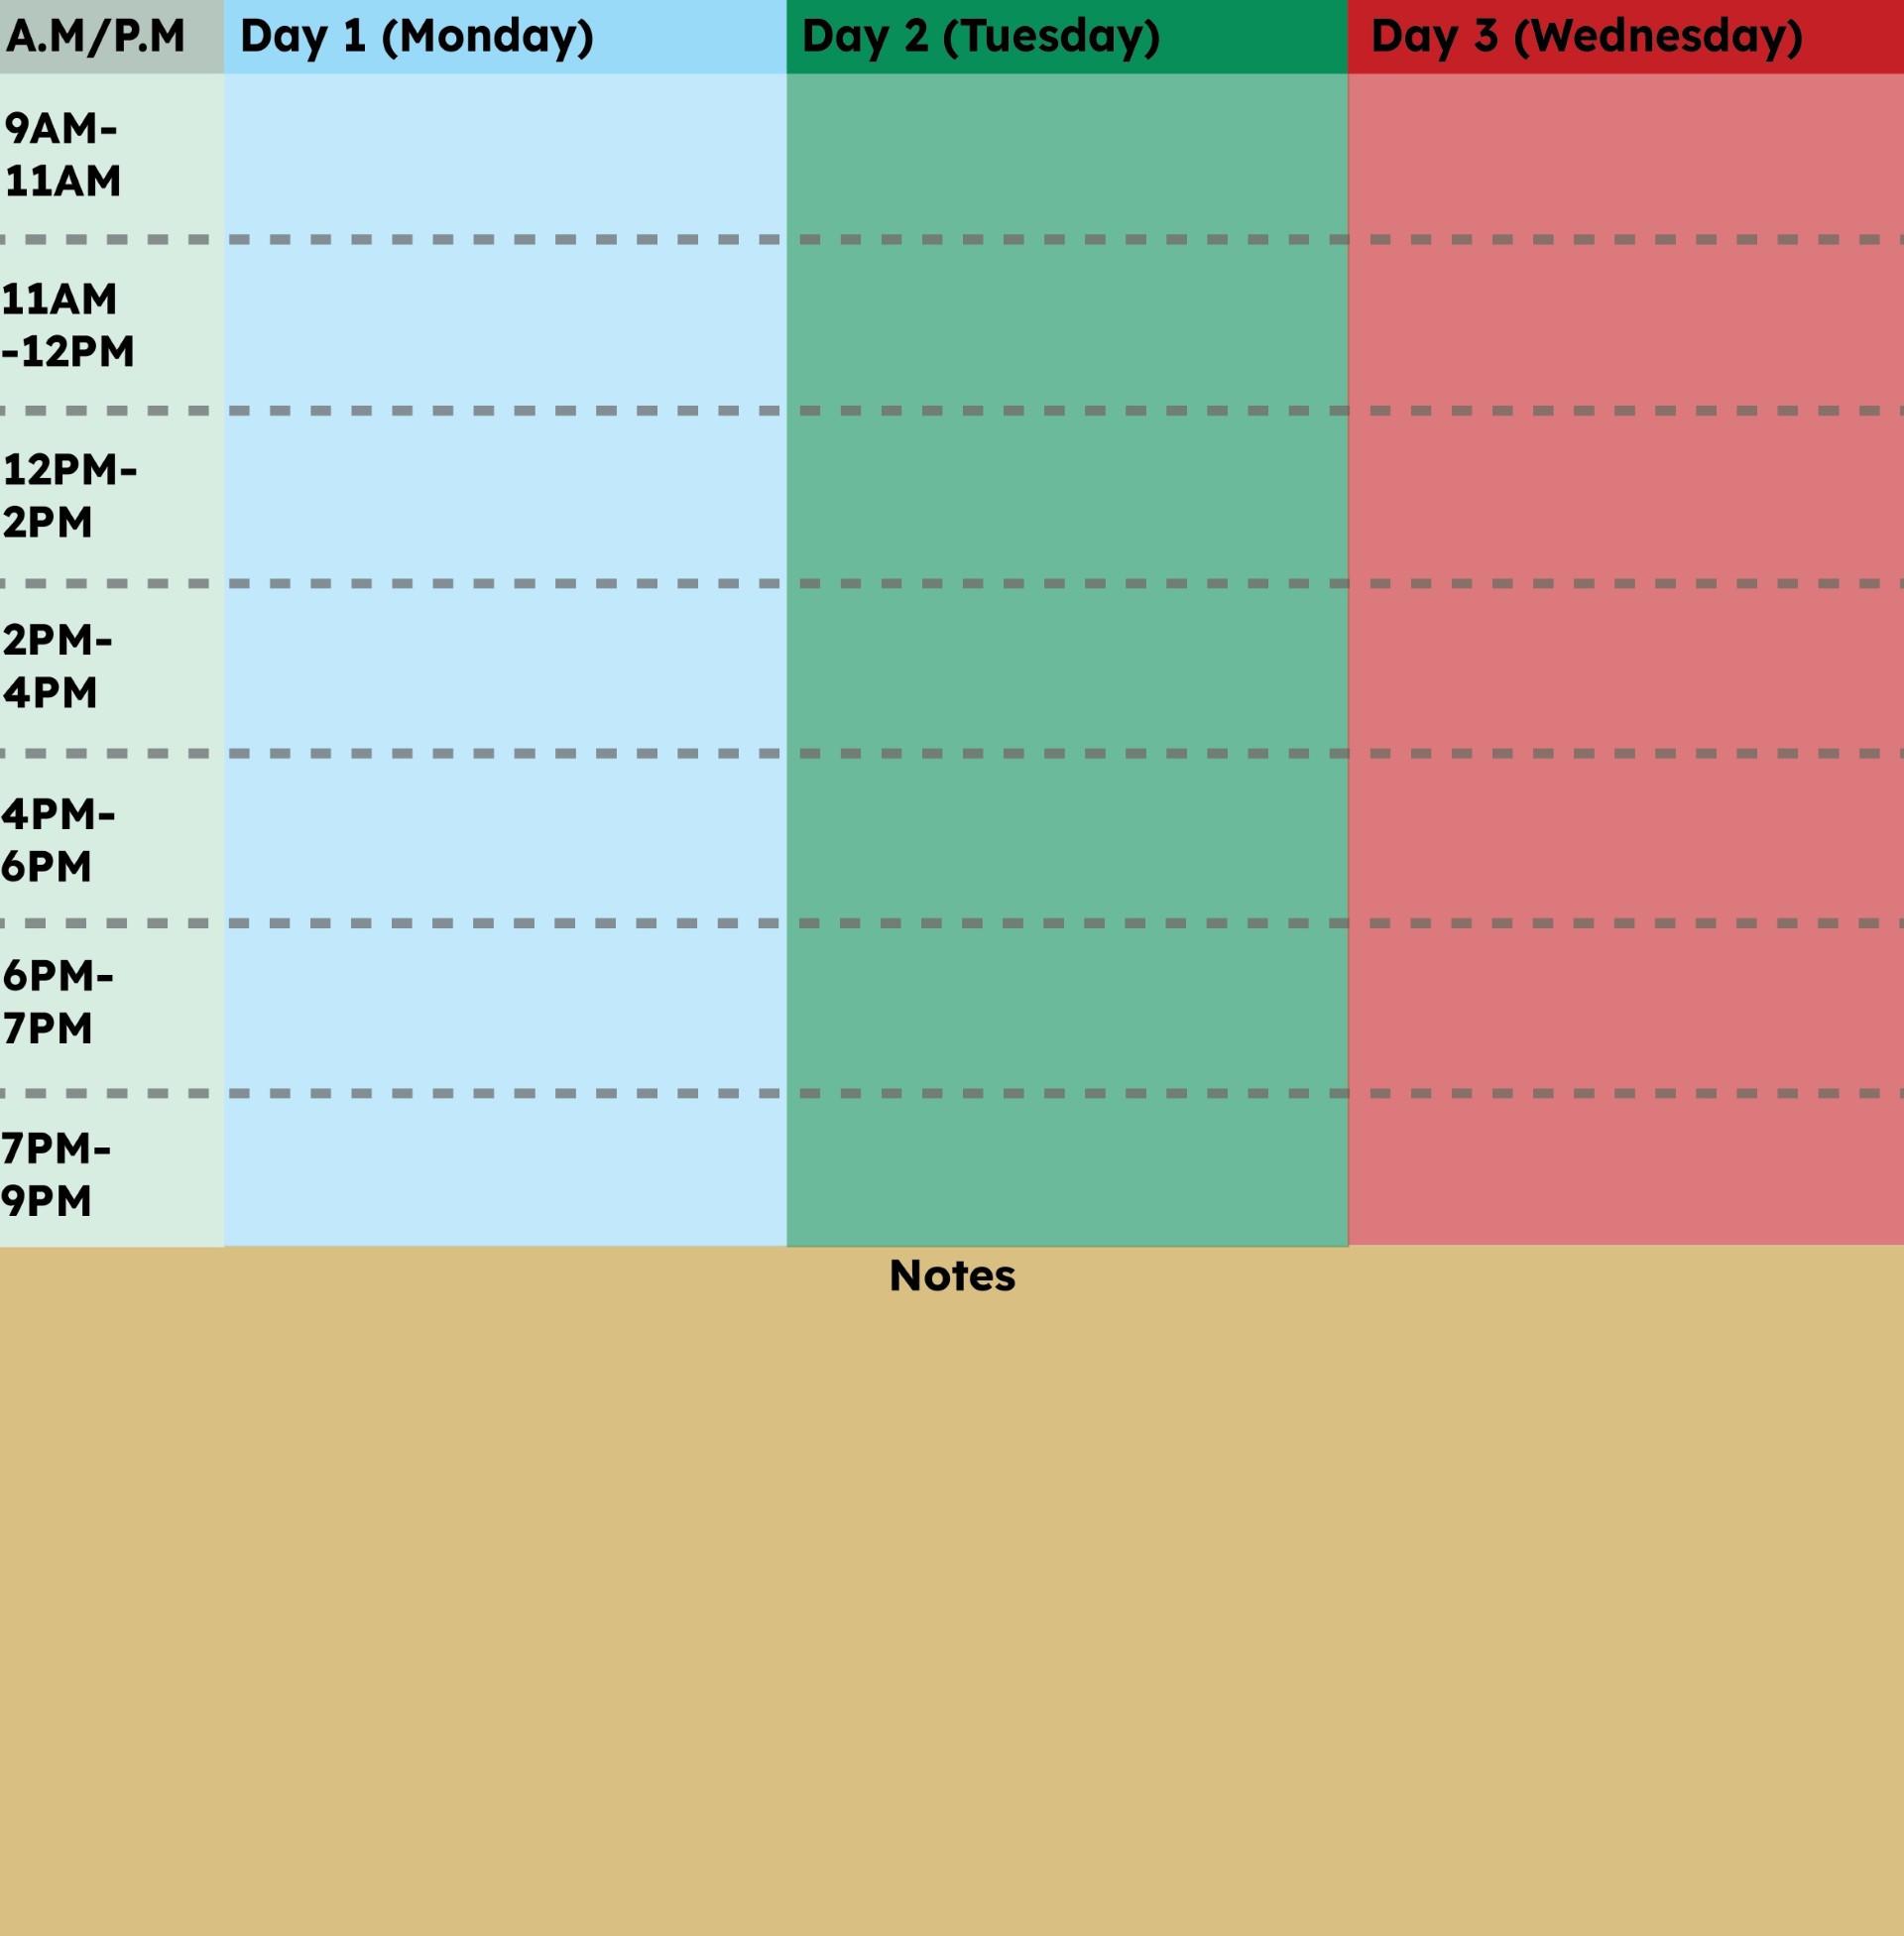 A.M/P.M Day 1 (Monday) Day 2 (Tuesday) Day 3 (Wednesday)
9AM-
11AM
11AM
-12PM
12PM-
2PM
2PM-
4PM
4PM-
6PM
6PM-
7PM
7PM-
9PM
Notes